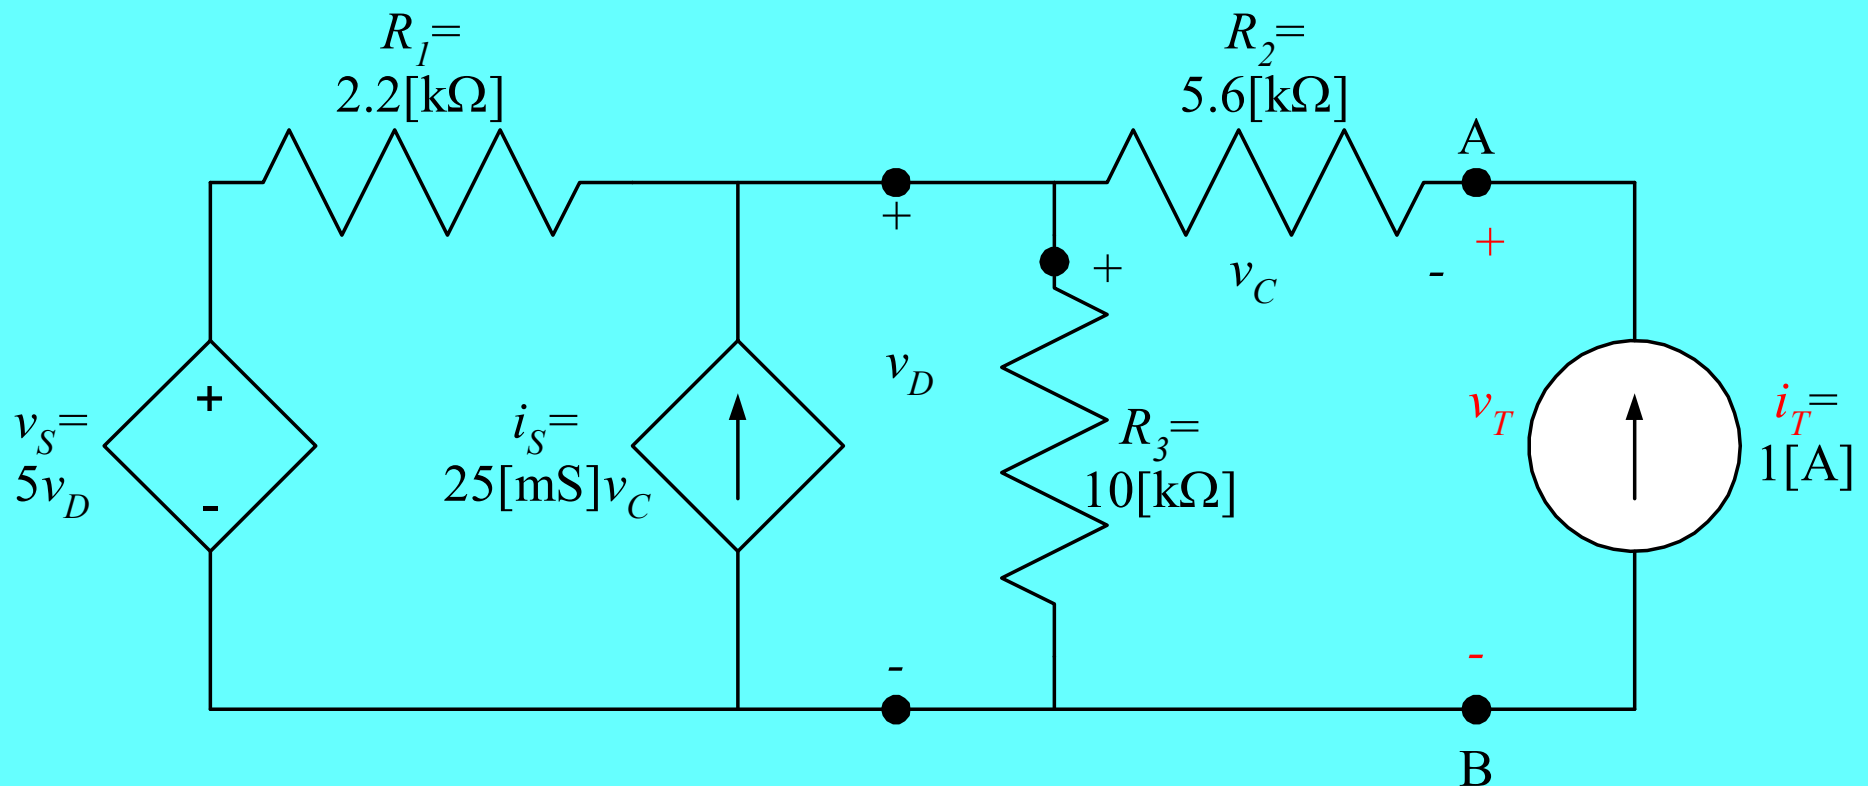 R1=
2.2[kΩ]
R2=
5.6[kΩ]
A
+
+
+
vC
-
vS=
5vD
+
-
iS=
25[mS]vC
vD
R3=
10[kΩ]
vT
iT=
1[A]
-
-
B